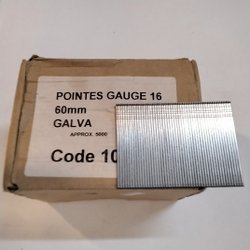 POINTES GAUGE 16
60mm
GALVA
APPROX. 5000
Code 10